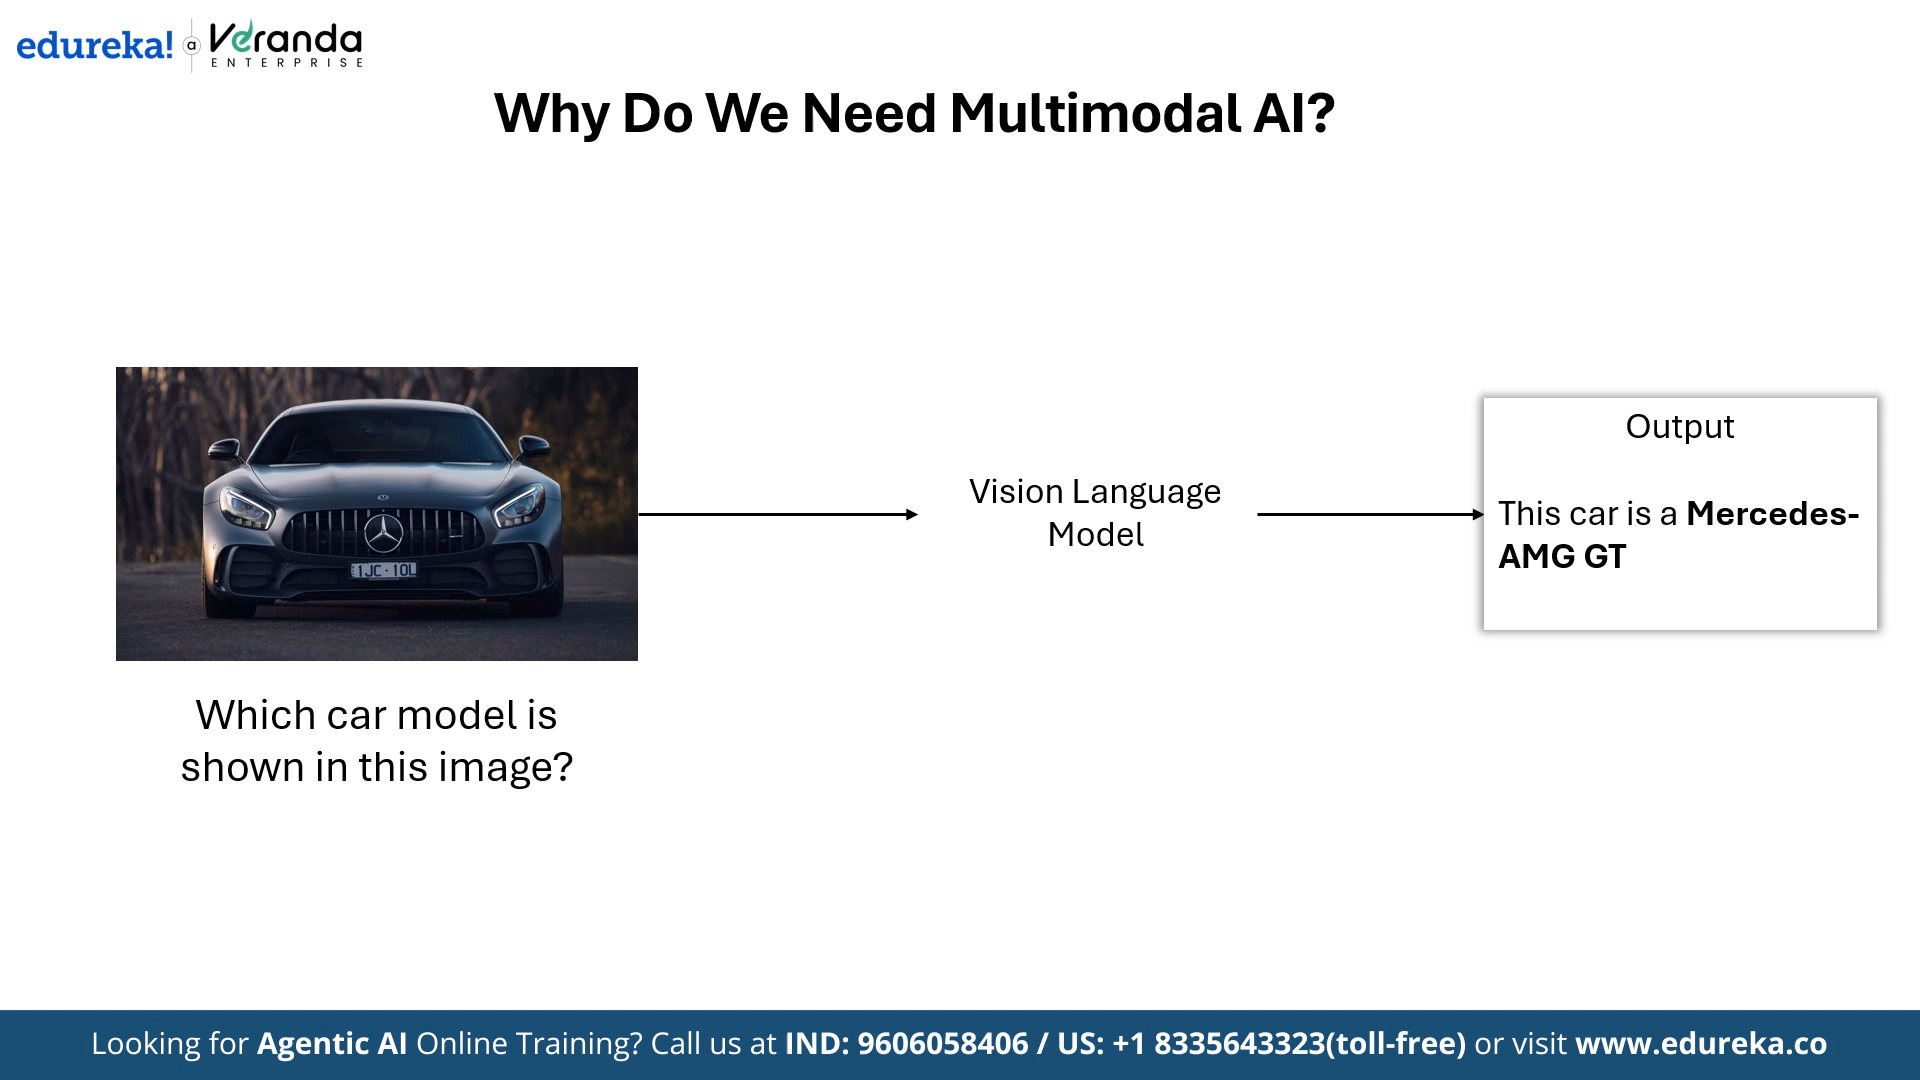 edureka! a Veranda
ENTERPRISE
Why Do We Need Multimodal AI?
1JC·10L
Which car model is
shown in this image?
Vision Language
Model
Output
This car is a Mercedes-
AMG GT
Looking for Agentic AI Online Training? Call us at IND: 9606058406 / US: +1 8335643323(toll-free) or visit www.edureka.co